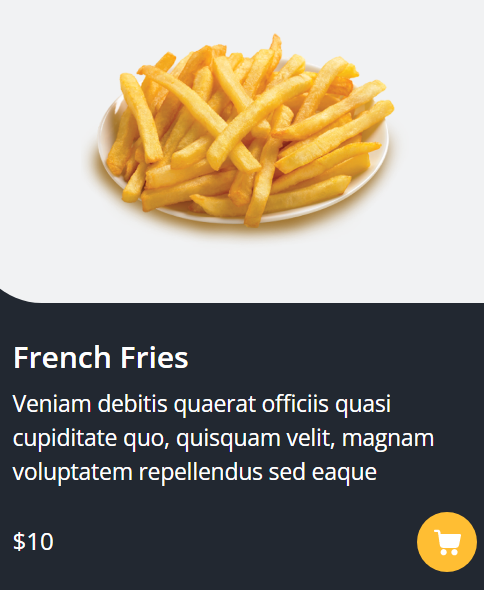 French Fries
Veniam debitis quaerat officiis quasi
cupiditate quo, quisquam velit, magnam
voluptatem repellendus sed eaque
$10